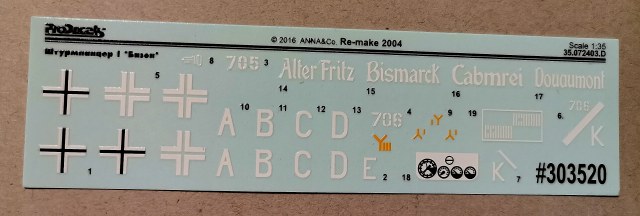 ProDecals
© 2016 ANNA&Co. Re-make 2004
Scale 1:35
35.072403.D
Штурмпанцер I "Бизон"
5 8 705 3 Alter Fritz Bismarck Cabmrei Douaumont
14 15 16 17
10 11 12 13 706 4 9 19 6. 706
A B C D K
A B C D E K
1 2 18 7 #303520